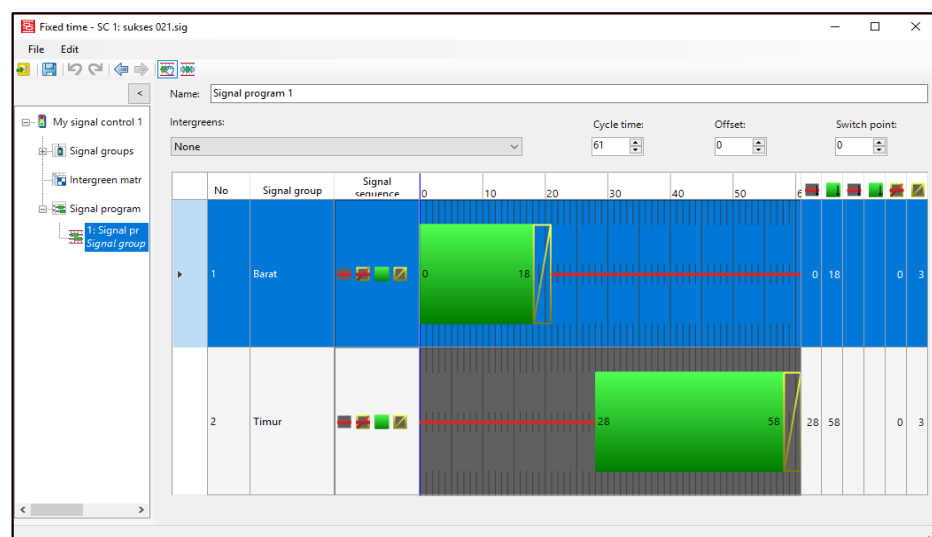 Fixed time - SC 1: sukses 021.sig
File Edit
<
Name: Signal program 1
My signal control 1
Intergreens:
Cycle time: Offset: Switch point:
None
61 0 0
Signal groups
Intergreen matr
Signal program
1: Signal pr
Signal group
No Signal group Signal sequence 0 10 20 30 40 50 6
1 Barat 0 18 0 18 0 3
2 Timur 28 58 28 58 0 3
< >